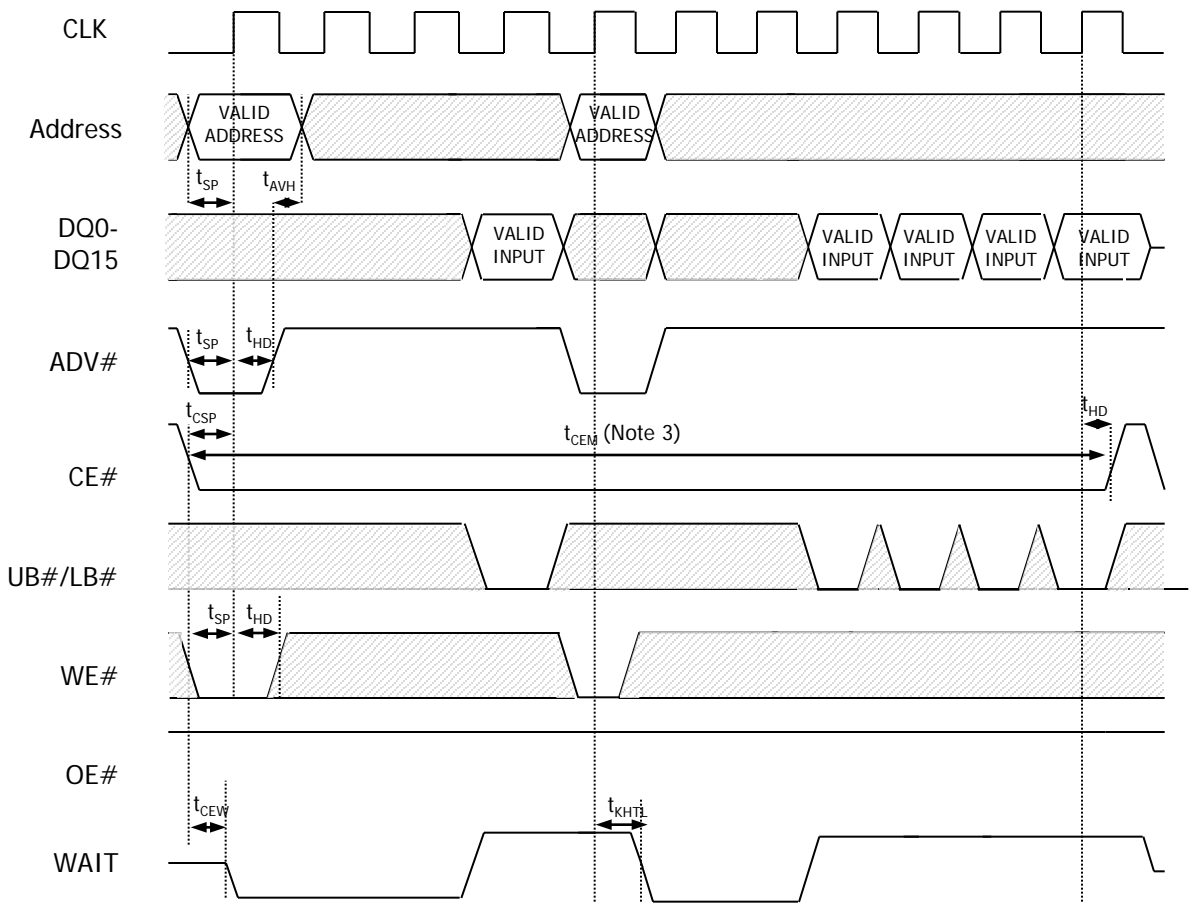 CLK
Address
VALID
ADDRESS
VALID
ADDRESS
tSP
tAVH
DQ0-
DQ15
VALID
INPUT
VALID
INPUT
VALID
INPUT
VALID
INPUT
VALID
INPUT
ADV#
tSP
tHD
CE#
tCSP
tCEM (Note 3)
tHD
UB#/LB#
WE#
tSP
tHD
OE#
WAIT
tCEW
tKHTL